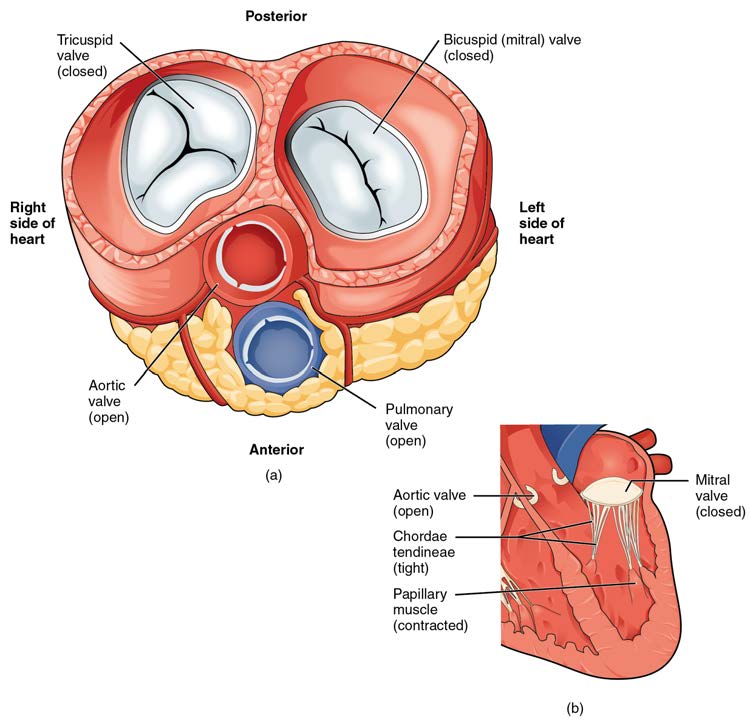 Posterior
Tricuspid
valve
(closed)
Bicuspid (mitral) valve
(closed)
Right
side of
heart
Left
side of
heart
Aortic
valve
(open)
Pulmonary
valve
(open)
Anterior
(a)
Aortic valve
(open)
Chordae
tendineae
(tight)
Papillary
muscle
(contracted)
Mitral
valve
(closed)
(b)